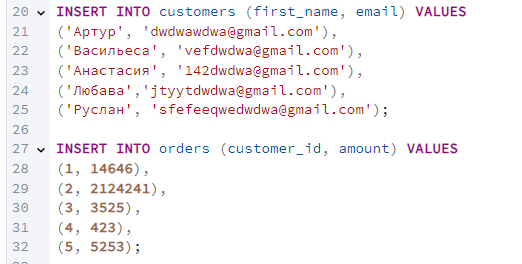 20 INSERT INTO customers (first_name, email) VALUES
21 ('Артур', 'dwdwawdwa@gmail.com'),
22 ('Васильеса', 'vefdwdwa@gmail.com'),
23 ('Анастасия', '142dwdwa@gmail.com'),
24 ('Любава', 'jtyytdwdwa@gmail.com'),
25 ('Руслан', 'sfefeeqwedwdwa@gmail.com');
26
27 INSERT INTO orders (customer_id, amount) VALUES
28 (1, 14646),
29 (2, 2124241),
30 (3, 3525),
31 (4, 423),
32 (5, 5253);